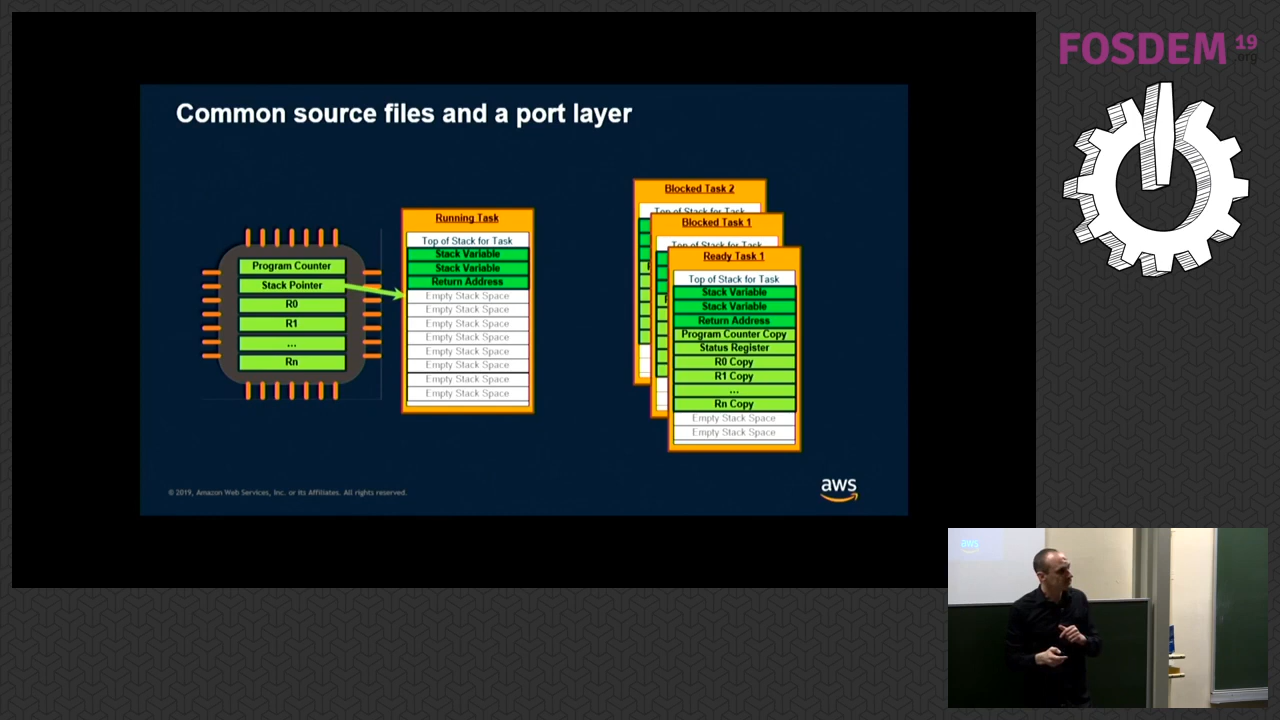 FOSDEM 19
.org
Common source files and a port layer
Program Counter
Stack Pointer
R0
R1
...
Rn
Running Task
Top of Stack for Task
Stack Variable
Stack Variable
Return Address
Empty Stack Space
Empty Stack Space
Empty Stack Space
Empty Stack Space
Empty Stack Space
Empty Stack Space
Empty Stack Space
Empty Stack Space
Blocked Task 2
Top of Stack for Task
Blocked Task 1
Top of Stack for Task
Ready Task 1
Top of Stack for Task
Stack Variable
Stack Variable
Return Address
Program Counter Copy
Status Register
R0 Copy
R1 Copy
...
Rn Copy
Empty Stack Space
Empty Stack Space
© 2019, Amazon Web Services, Inc. or its Affiliates. All rights reserved.
aws
aws